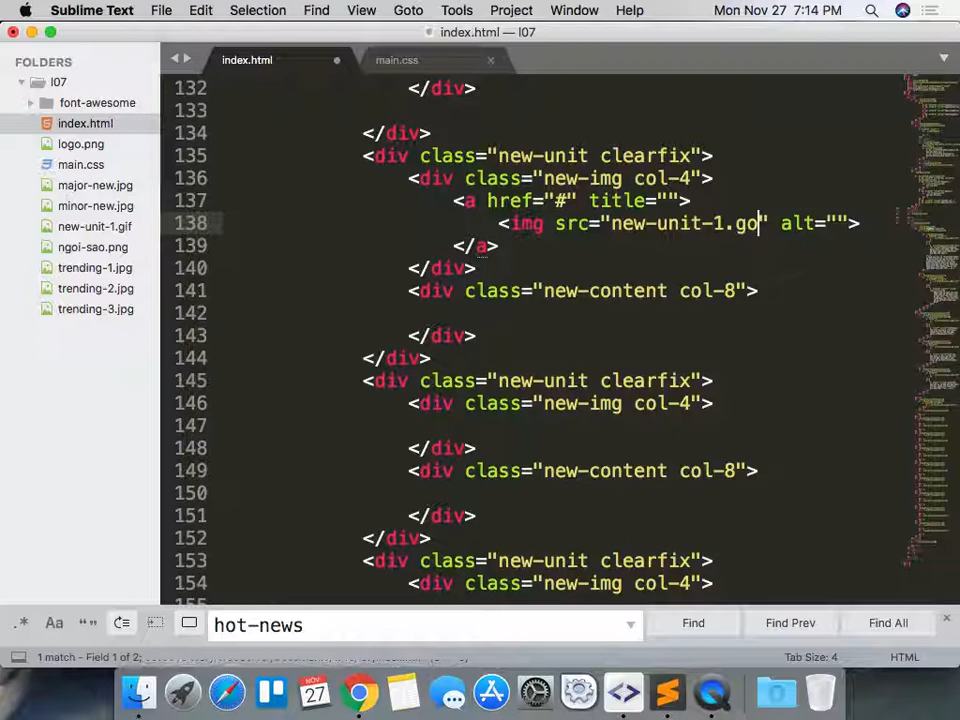 Sublime Text File Edit Selection Find View Goto Tools Project Window Help Mon Nov 27 7:14 PM
index.html — l07
FOLDERS
l07
font-awesome
index.html
logo.png
main.css
major-new.jpg
minor-new.jpg
new-unit-1.gif
ngoi-sao.png
trending-1.jpg
trending-2.jpg
trending-3.jpg
index.html main.css
132 </div>
133
134 </div>
135 <div class="new-unit clearfix">
136 <div class="new-img col-4">
137 <a href="#" title="">
138 <img src="new-unit-1.go" alt="">
139 </a>
140 </div>
141 <div class="new-content col-8">
142
143 </div>
144 </div>
145 <div class="new-unit clearfix">
146 <div class="new-img col-4">
147
148 </div>
149 <div class="new-content col-8">
150
151 </div>
152 </div>
153 <div class="new-unit clearfix">
154 <div class="new-img col-4">
.* Aa “” hot-news Find Find Prev Find All
1 match - Field 1 of 2; Tab Size: 4 HTML
NOV
27